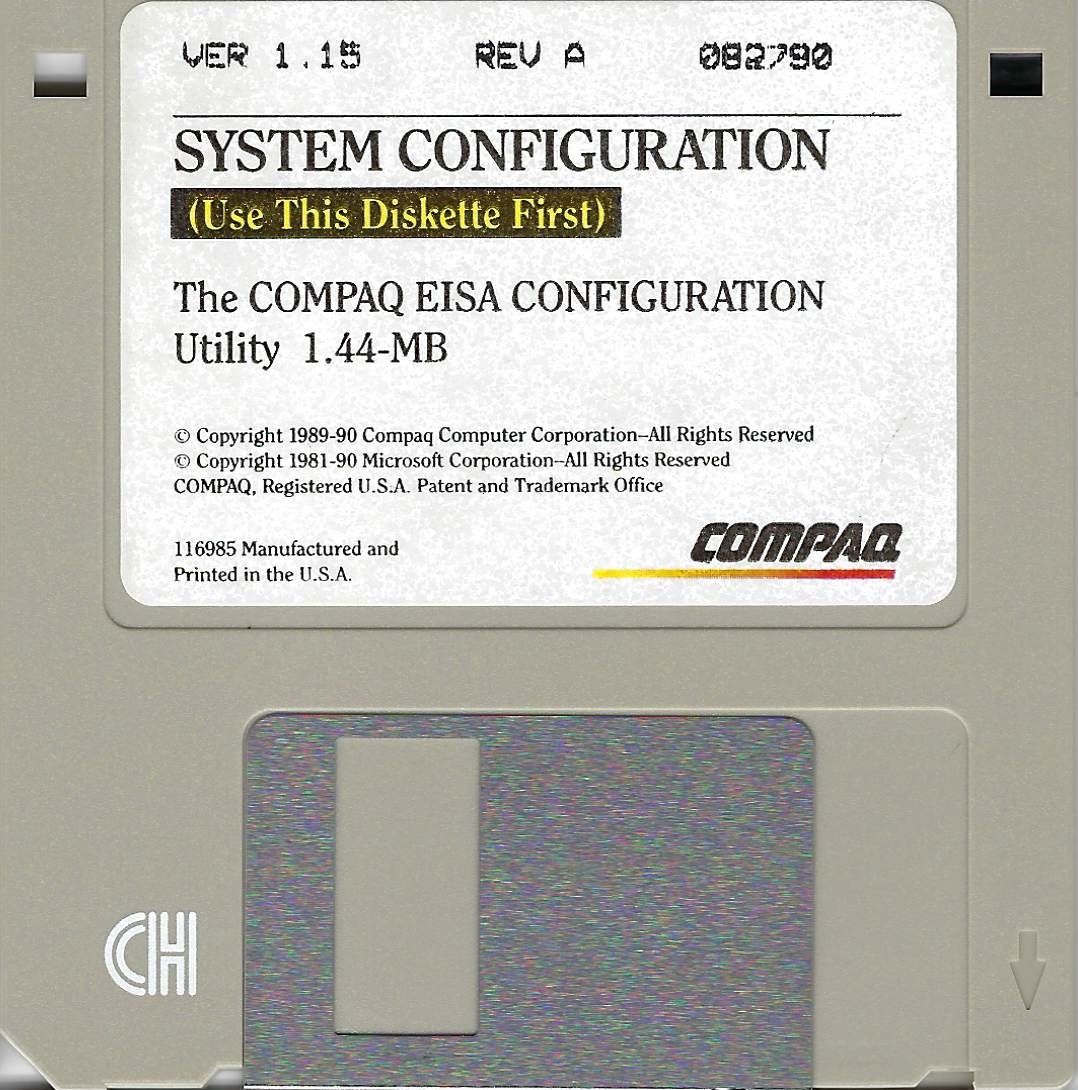 VER 1.15 REV A 082790
SYSTEM CONFIGURATION
(Use This Diskette First)
The COMPAQ EISA CONFIGURATION
Utility 1.44-MB
© Copyright 1989-90 Compaq Computer Corporation–All Rights Reserved
© Copyright 1981-90 Microsoft Corporation–All Rights Reserved
COMPAQ, Registered U.S.A. Patent and Trademark Office
116985 Manufactured and
Printed in the U.S.A.
COMPAQ
CH